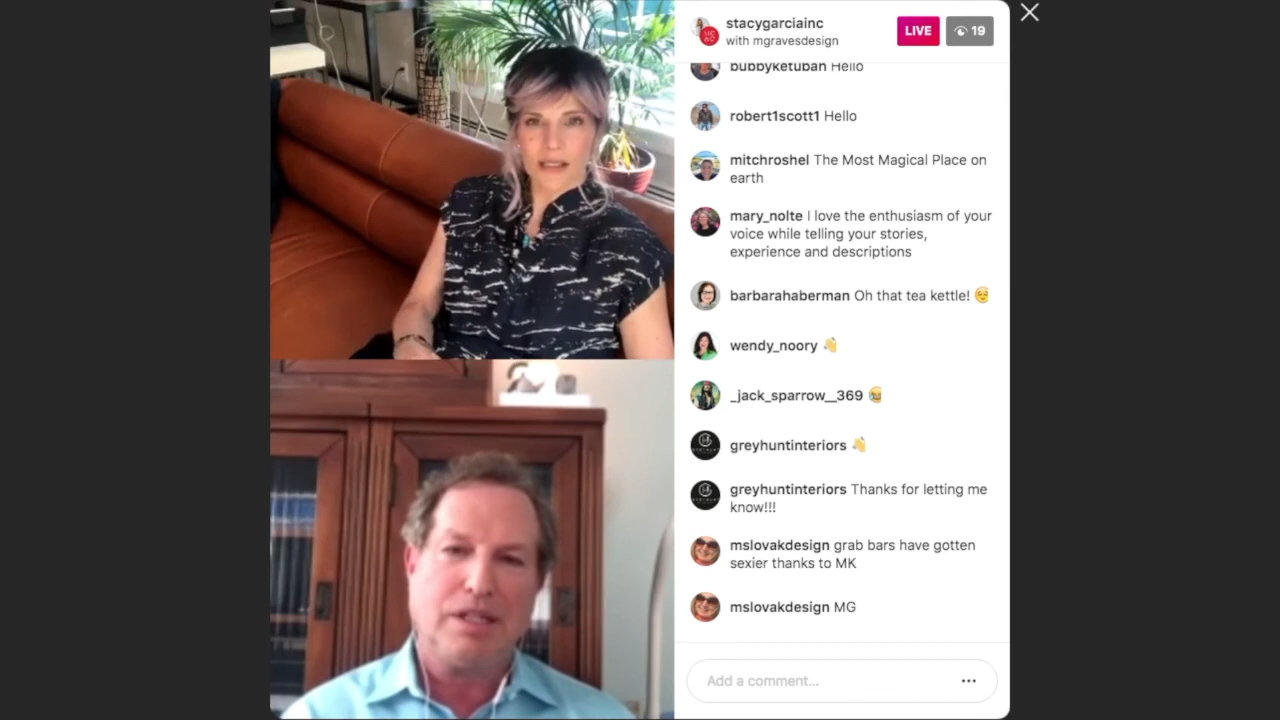 stacygarciainc
with mgravesdesign
LIVE
19
bubbyketuban Hello
robert1scott1 Hello
mitchroshel The Most Magical Place on
earth
mary_nolte I love the enthusiasm of your
voice while telling your stories,
experience and descriptions
barbarahaberman Oh that tea kettle! 😌
wendy_noory 👏
_jack_sparrow__369 😂
greyhuntinteriors 👏
greyhuntinteriors Thanks for letting me
know!!!
mslovakdesign grab bars have gotten
sexier thanks to MK
mslovakdesign MG
Add a comment...